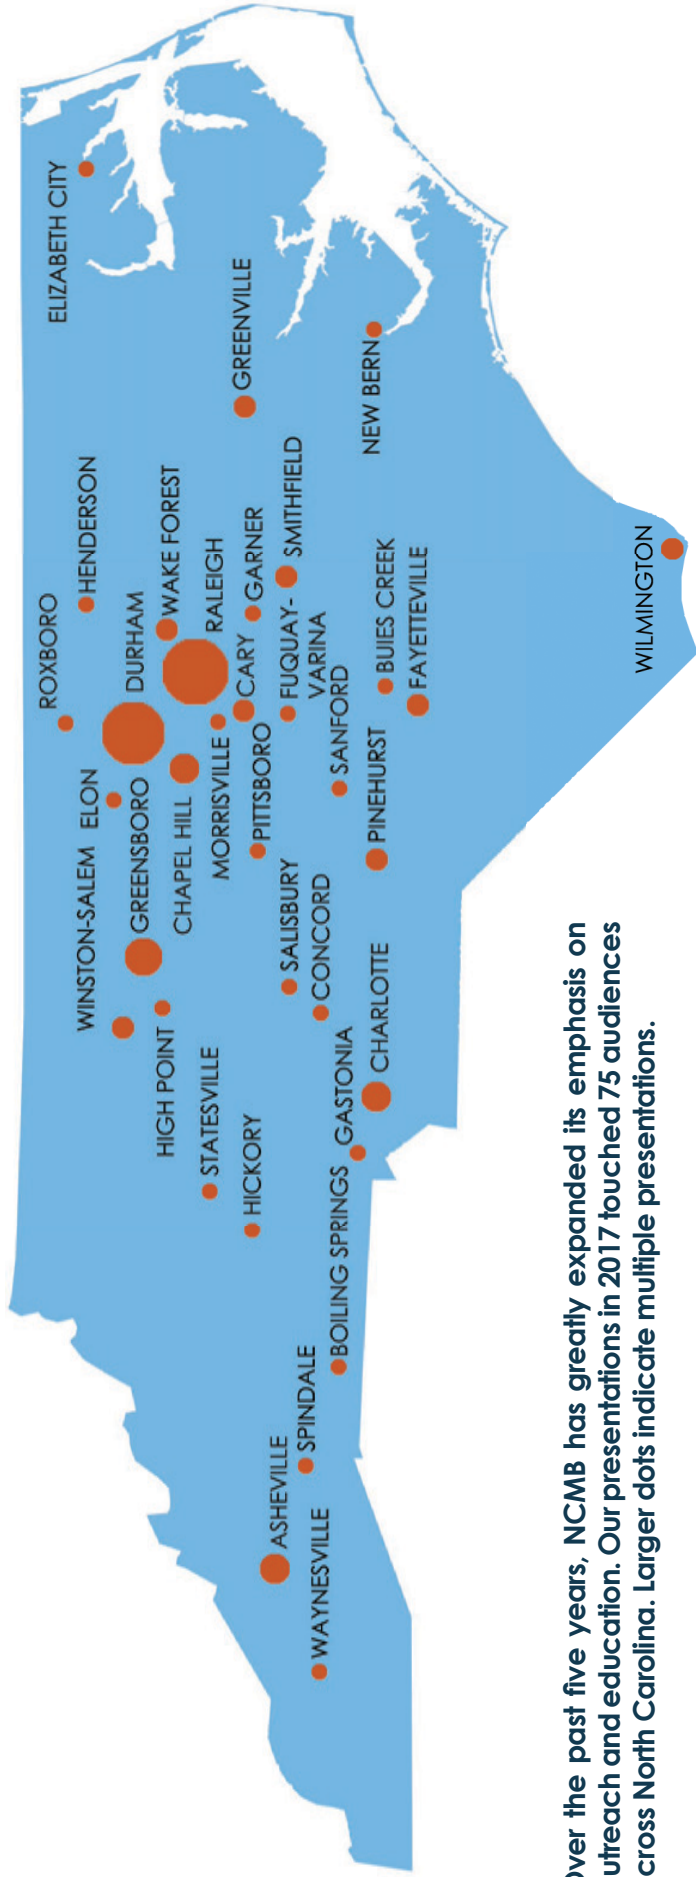 ELIZABETH CITY
ROXBORO
HENDERSON
WINSTON-SALEM
ELON
DURHAM
WAKE FOREST
GREENSBORO
RALEIGH
GREENVILLE
HIGH POINT
CHAPEL HILL
MORRISVILLE
CARY
GARNER
STATESVILLE
PITTSBORO
FUQUAY-
VARINA
SMITHFIELD
HICKORY
SALISBURY
SANFORD
NEW BERN
ASHEVILLE
SPINDALE
CONCORD
BUIES CREEK
WAYNESVILLE
BOILING SPRINGS
GASTONIA
CHARLOTTE
PINEHURST
FAYETTEVILLE
WILMINGTON
ver the past five years, NCMB has greatly expanded its emphasis on
utreach and education. Our presentations in 2017 touched 75 audiences
cross North Carolina. Larger dots indicate multiple presentations.